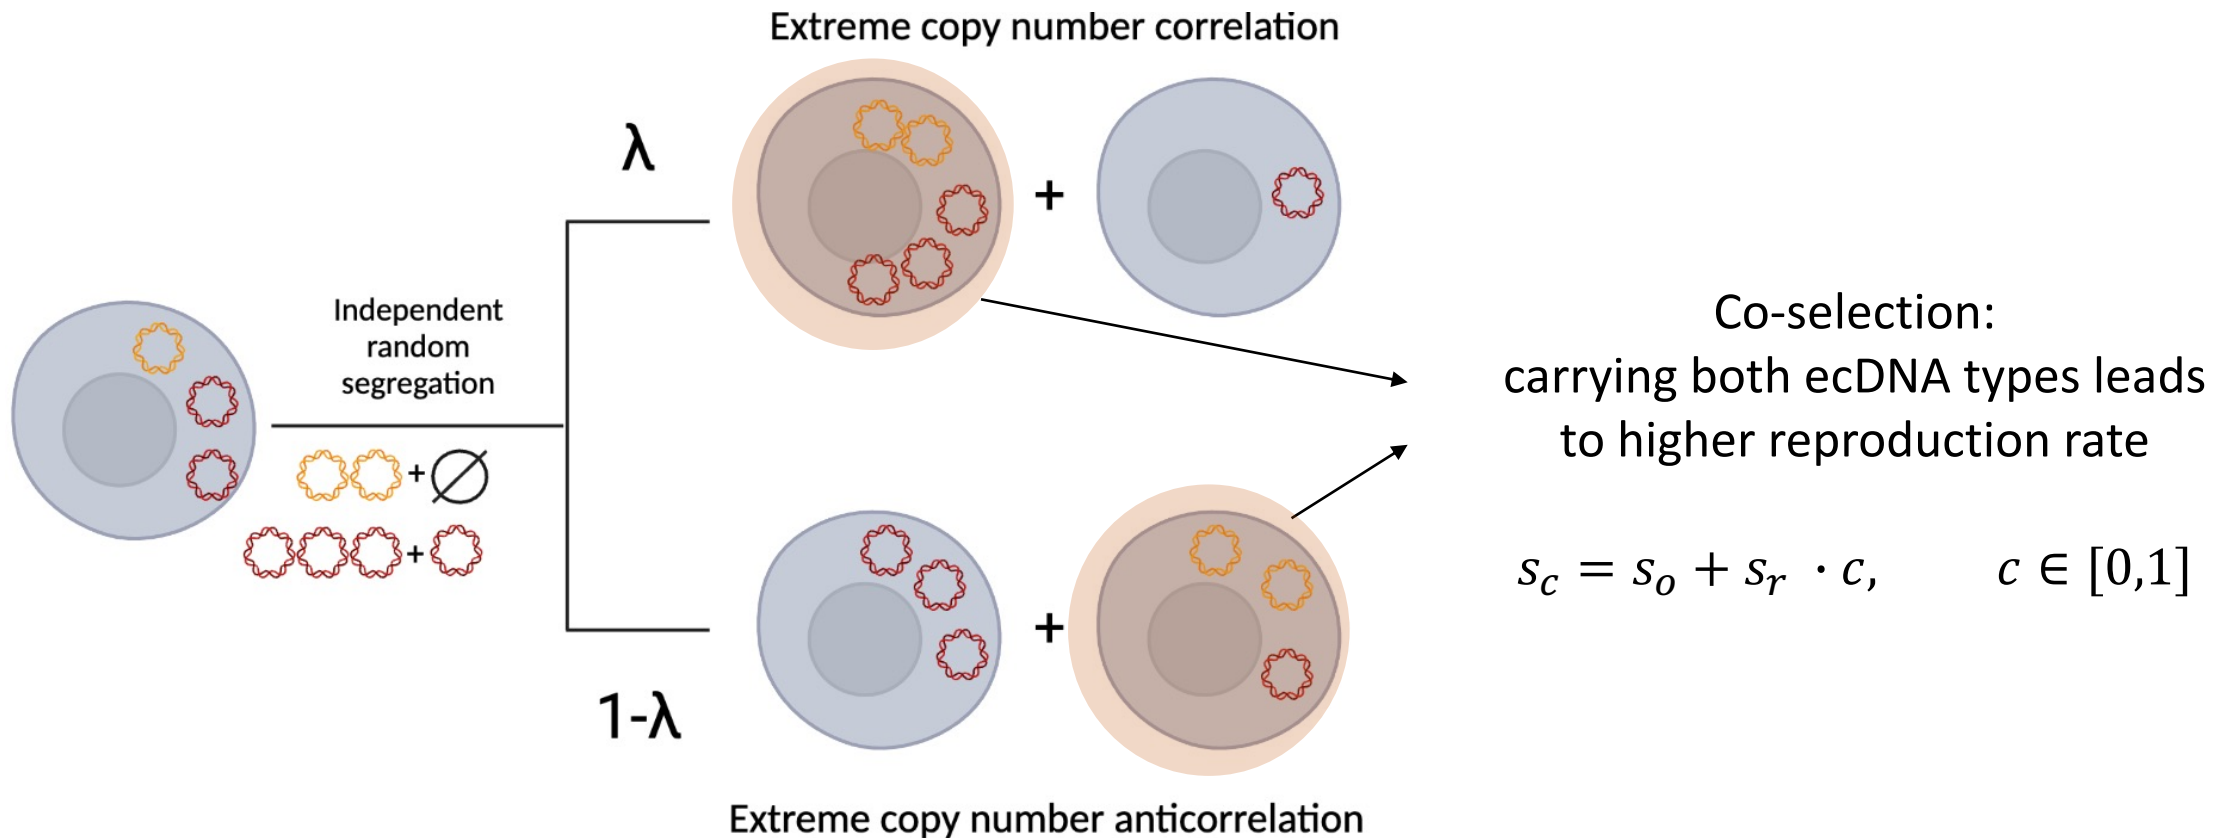 Extreme copy number correlation
λ
+
Independent
random
segregation
+∅
+
Co-selection:
carrying both ecDNA types leads
to higher reproduction rate
s_c = s_o + s_r · c, c ∈ [0,1]
+
1-λ
Extreme copy number anticorrelation